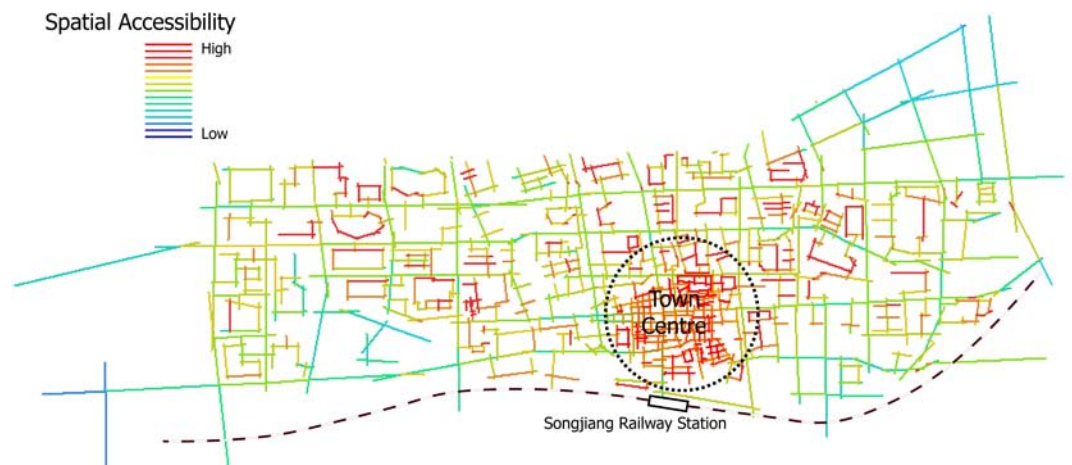 Spatial Accessibility
High
Low
Town
Centre
Songjiang Railway Station